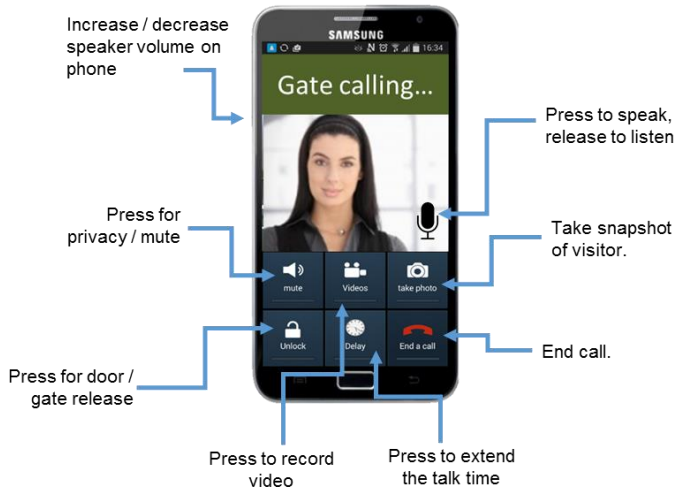 Increase / decrease
speaker volume on
phone
SAMSUNG
16:34
Gate calling...
Press to speak,
release to listen
Press for
privacy / mute
Take snapshot
of visitor.
mute
Videos
take photo
Unlock
Delay
End a call
End call.
Press for door /
gate release
Press to record
video
Press to extend
the talk time